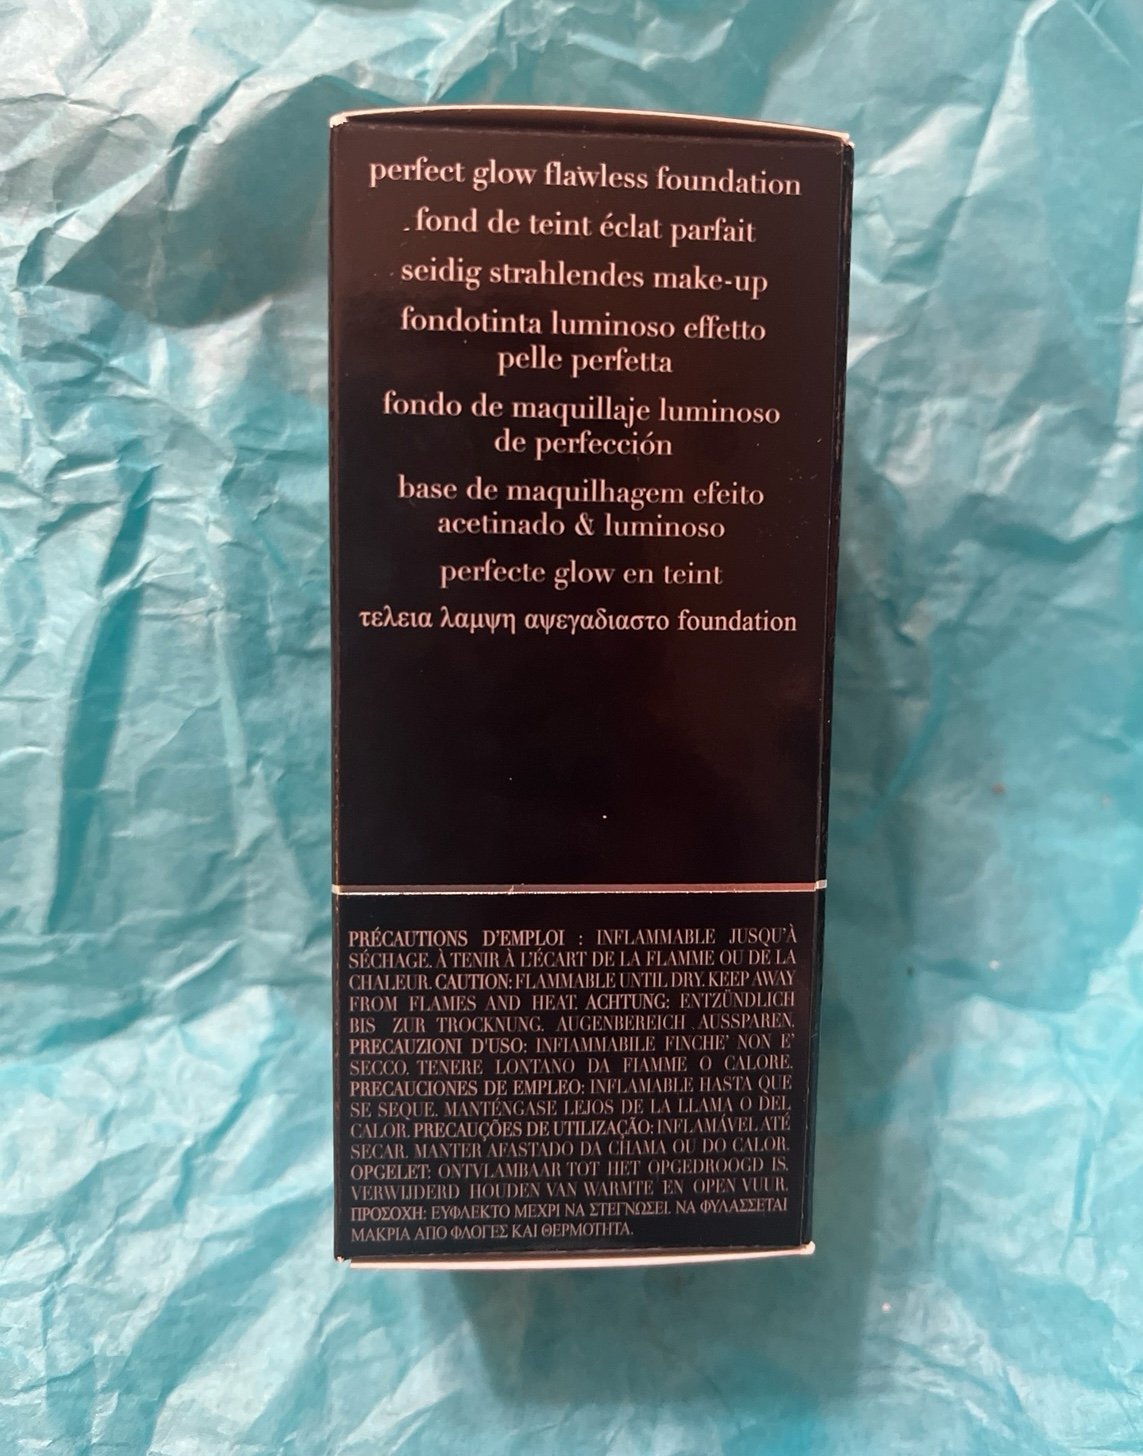 perfect glow flawless foundation
fond de teint éclat parfait
seidig strahlendes make-up
fondotinta luminoso effetto
pelle perfetta
fondo de maquillaje luminoso
de perfección
base de maquilhagem efeito
acetinado & luminoso
perfecte glow en teint
τελεια λαμψη αψεγαδιαστο foundation
PRÉCAUTIONS D'EMPLOI : INFLAMMABLE JUSQU'À
SÉCHAGE. À TENIR À L'ÉCART DE LA FLAMME OU DE LA
CHALEUR. CAUTION: FLAMMABLE UNTIL DRY. KEEP AWAY
FROM FLAMES AND HEAT. ACHTUNG: ENTZÜNDLICH
BIS ZUR TROCKNUNG. AUGENBEREICH AUSSPAREN.
PRECAUZIONI D'USO: INFIAMMABILE FINCHE' NON E'
SECCO. TENERE LONTANO DA FIAMME O CALORE.
PRECAUCIONES DE EMPLEO: INFLAMABLE HASTA QUE
SE SEQUE. MANTÉNGASE LEJOS DE LA LLAMA O DEL
CALOR. PRECAUÇÕES DE UTILIZAÇÃO: INFLAMÁVEL ATÉ
SECAR. MANTER AFASTADO DA CHAMA OU DO CALOR
OPGELET: ONTVLAMBAAR TOT HET OPGEDROOGD IS.
VERWIJDERD HOUDEN VAN WARMTE EN OPEN VUUR.
ΠΡΟΣΟΧΗ: ΕΥΦΛΕΚΤΟ ΜΕΧΡΙ ΝΑ ΣΤΕΓΝΩΣΕΙ. ΝΑ ΦΥΛΑΣΣΕΤΑΙ
ΜΑΚΡΙΑ ΑΠΟ ΦΛΟΓΕΣ ΚΑΙ ΘΕΡΜΟΤΗΤΑ.